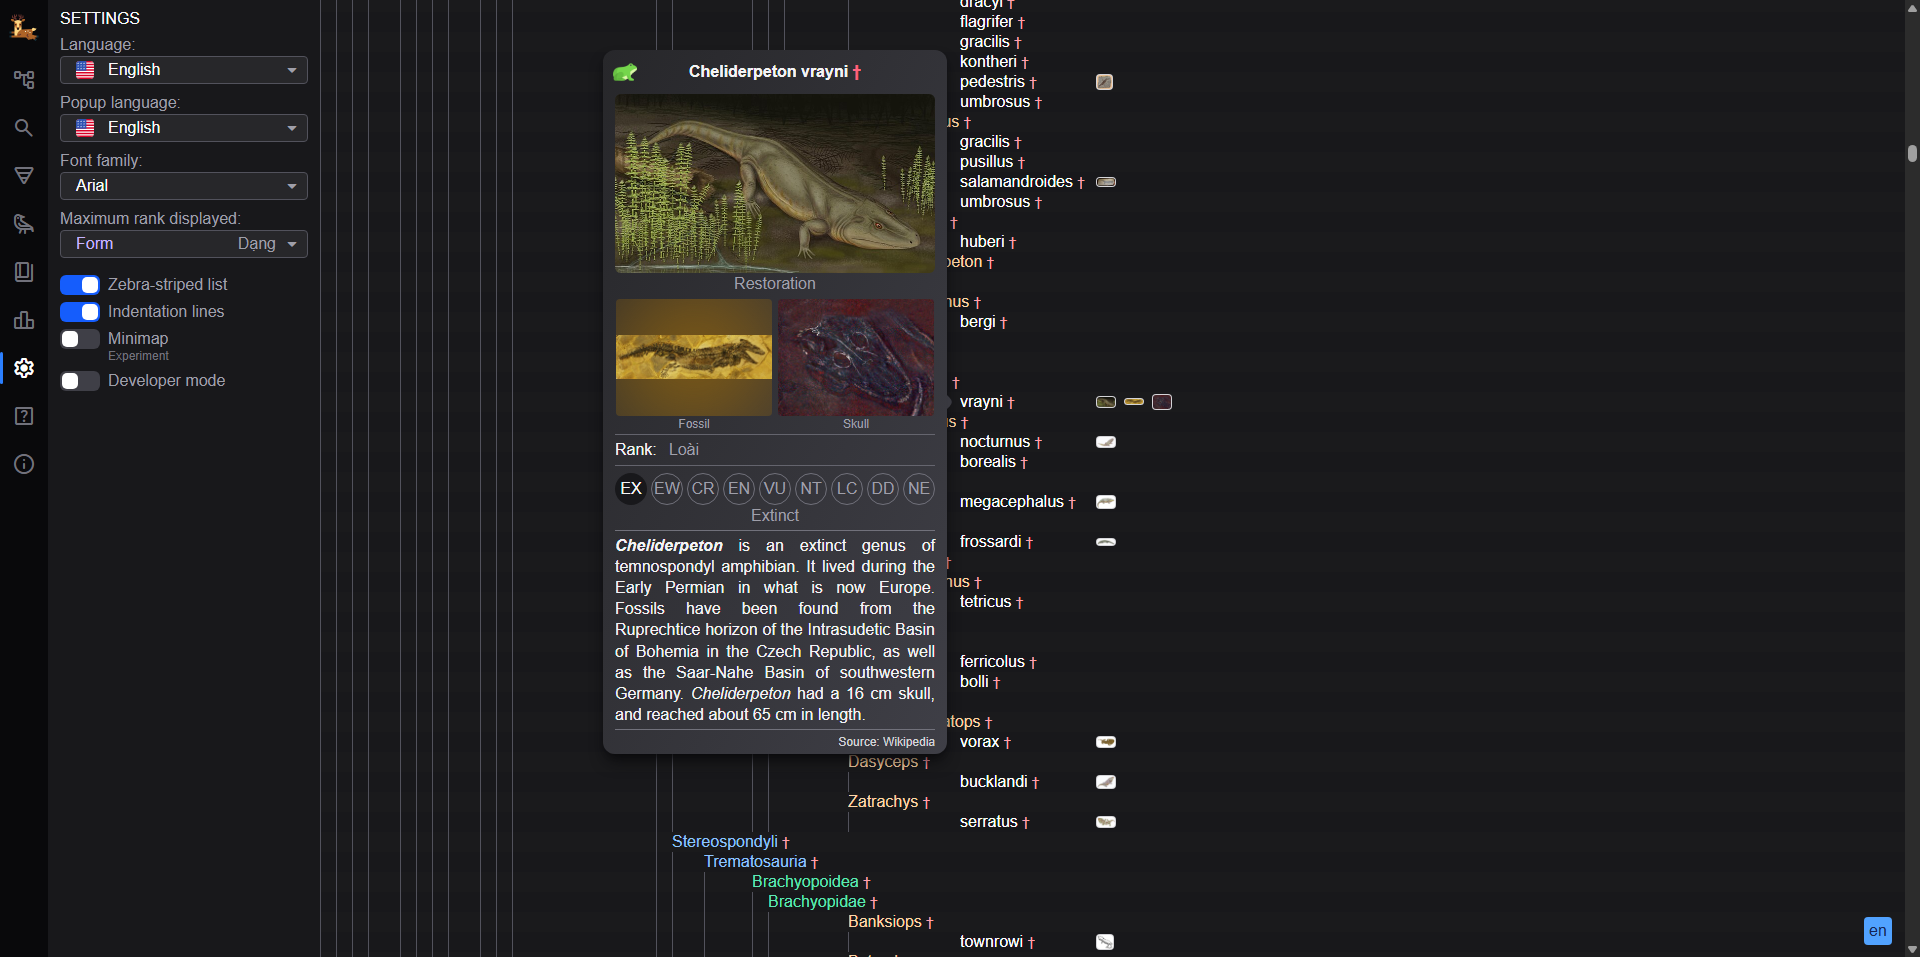 SETTINGS
Language:
English
Popup language:
English
Font family:
Arial
Maximum rank displayed:
Form Dạng
Zebra-striped list
Indentation lines
Minimap
Experiment
Developer mode
Cheliderpeton vrayni †
Restoration
Fossil Skull
Rank: Loài
EX EW CR EN VU NT LC DD NE
Extinct
Cheliderpeton is an extinct genus of
temnospondyl amphibian. It lived during the
Early Permian in what is now Europe.
Fossils have been found from the
Ruprechtice horizon of the Intrasudetic Basin
of Bohemia in the Czech Republic, as well
as the Saar-Nahe Basin of southwestern
Germany. Cheliderpeton had a 16 cm skull,
and reached about 65 cm in length.
Source: Wikipedia
flagrifer †
gracilis †
kontheri †
pedestris †
umbrosus †
us †
gracilis †
pusillus †
salamandroides †
umbrosus †
†
huberi †
peton †
nus †
bergi †
†
vrayni †
s †
nocturnus †
borealis †
megacephalus †
frossardi †
†
nus †
tetricus †
ferricolus †
bolli †
atops †
vorax †
Dasyceps †
bucklandi †
Zatrachys †
serratus †
Stereospondyli †
Trematosauria †
Brachyopoidea †
Brachyopidae †
Banksiops †
townrowi †
en